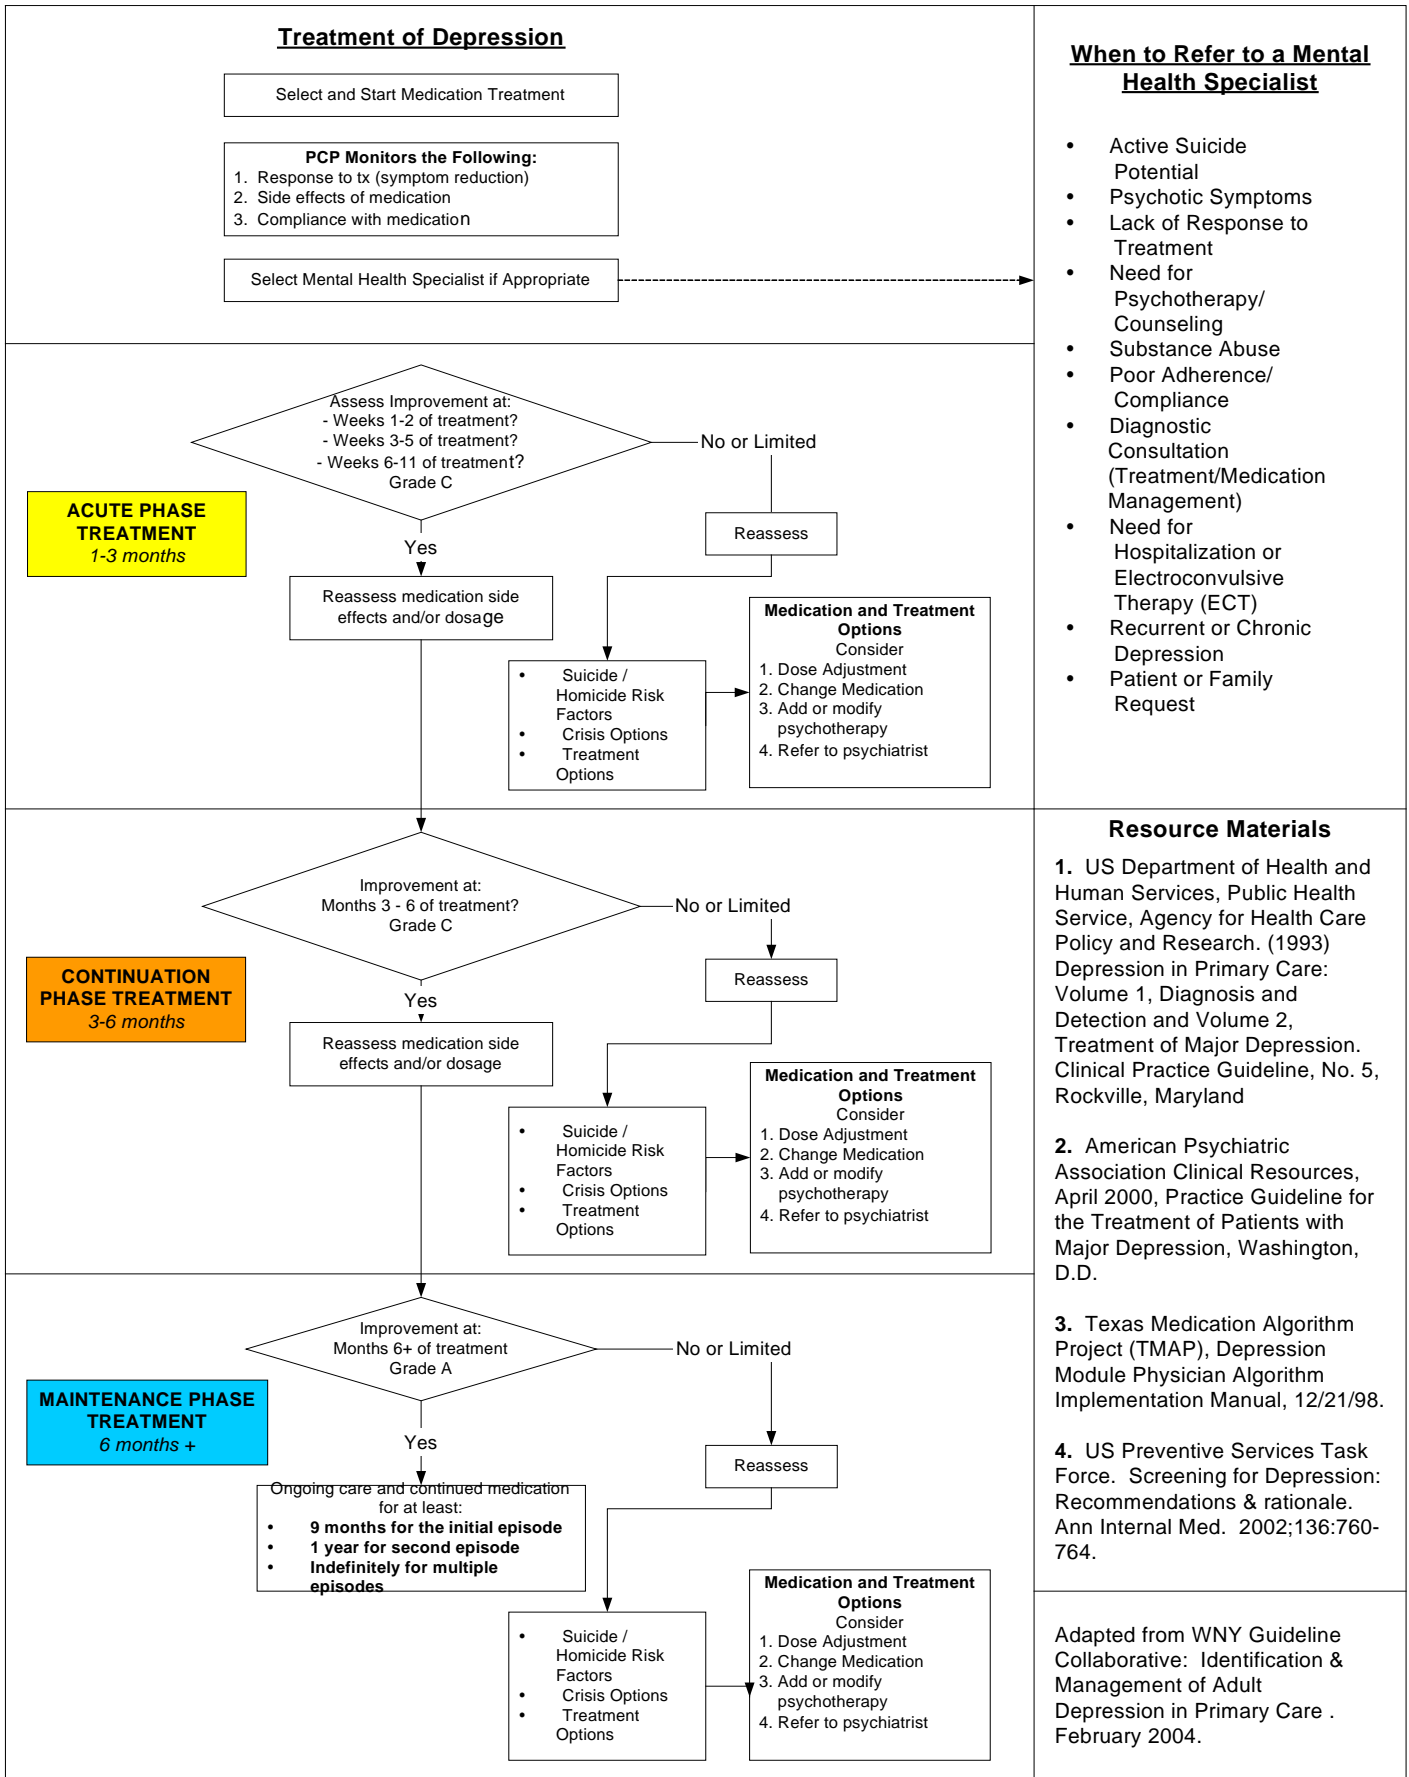 Treatment of Depression
Select and Start Medication Treatment
PCP Monitors the Following:
1. Response to tx (symptom reduction)
2. Side effects of medication
3. Compliance with medication
Select Mental Health Specialist if Appropriate
When to Refer to a Mental
Health Specialist
• Active Suicide
Potential
• Psychotic Symptoms
• Lack of Response to
Treatment
• Need for
Psychotherapy/
Counseling
• Substance Abuse
• Poor Adherence/
Compliance
• Diagnostic
Consultation
(Treatment/Medication
Management)
• Need for
Hospitalization or
Electroconvulsive
Therapy (ECT)
• Recurrent or Chronic
Depression
• Patient or Family
Request
ACUTE PHASE
TREATMENT
1-3 months
Assess Improvement at:
- Weeks 1-2 of treatment?
- Weeks 3-5 of treatment?
- Weeks 6-11 of treatment?
Grade C
No or Limited
Reassess
Yes
Reassess medication side
effects and/or dosage
• Suicide /
Homicide Risk
Factors
• Crisis Options
• Treatment
Options
Medication and Treatment
Options
Consider
1. Dose Adjustment
2. Change Medication
3. Add or modify
psychotherapy
4. Refer to psychiatrist
CONTINUATION
PHASE TREATMENT
3-6 months
Improvement at:
Months 3 - 6 of treatment?
Grade C
No or Limited
Reassess
Yes
Reassess medication side
effects and/or dosage
• Suicide /
Homicide Risk
Factors
• Crisis Options
• Treatment
Options
Medication and Treatment
Options
Consider
1. Dose Adjustment
2. Change Medication
3. Add or modify
psychotherapy
4. Refer to psychiatrist
MAINTENANCE PHASE
TREATMENT
6 months +
Improvement at:
Months 6+ of treatment
Grade A
No or Limited
Reassess
Yes
Ongoing care and continued medication
for at least:
• 9 months for the initial episode
• 1 year for second episode
• Indefinitely for multiple
episodes
• Suicide /
Homicide Risk
Factors
• Crisis Options
• Treatment
Options
Medication and Treatment
Options
Consider
1. Dose Adjustment
2. Change Medication
3. Add or modify
psychotherapy
4. Refer to psychiatrist
Resource Materials
1. US Department of Health and
Human Services, Public Health
Service, Agency for Health Care
Policy and Research. (1993)
Depression in Primary Care:
Volume 1, Diagnosis and
Detection and Volume 2,
Treatment of Major Depression.
Clinical Practice Guideline, No. 5,
Rockville, Maryland
2. American Psychiatric
Association Clinical Resources,
April 2000, Practice Guideline for
the Treatment of Patients with
Major Depression, Washington,
D.D.
3. Texas Medication Algorithm
Project (TMAP), Depression
Module Physician Algorithm
Implementation Manual, 12/21/98.
4. US Preventive Services Task
Force. Screening for Depression:
Recommendations & rationale.
Ann Internal Med. 2002;136:760-
764.
Adapted from WNY Guideline
Collaborative: Identification &
Management of Adult
Depression in Primary Care .
February 2004.